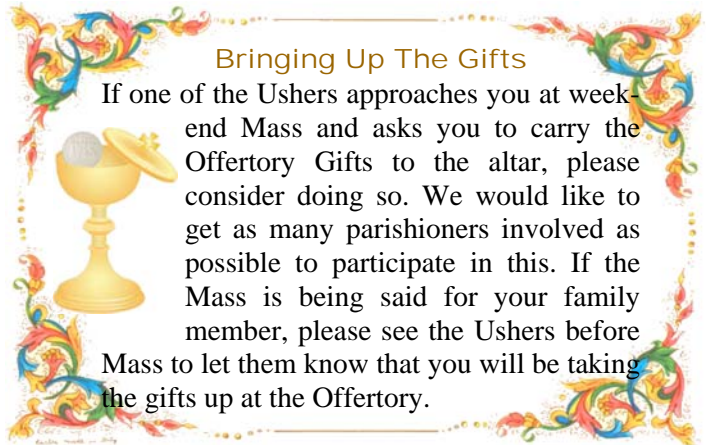 Bringing Up The Gifts
If one of the Ushers approaches you at week-
end Mass and asks you to carry the
Offertory Gifts to the altar, please
consider doing so. We would like to
get as many parishioners involved as
possible to participate in this. If the
Mass is being said for your family
member, please see the Ushers before
Mass to let them know that you will be taking
the gifts up at the Offertory.